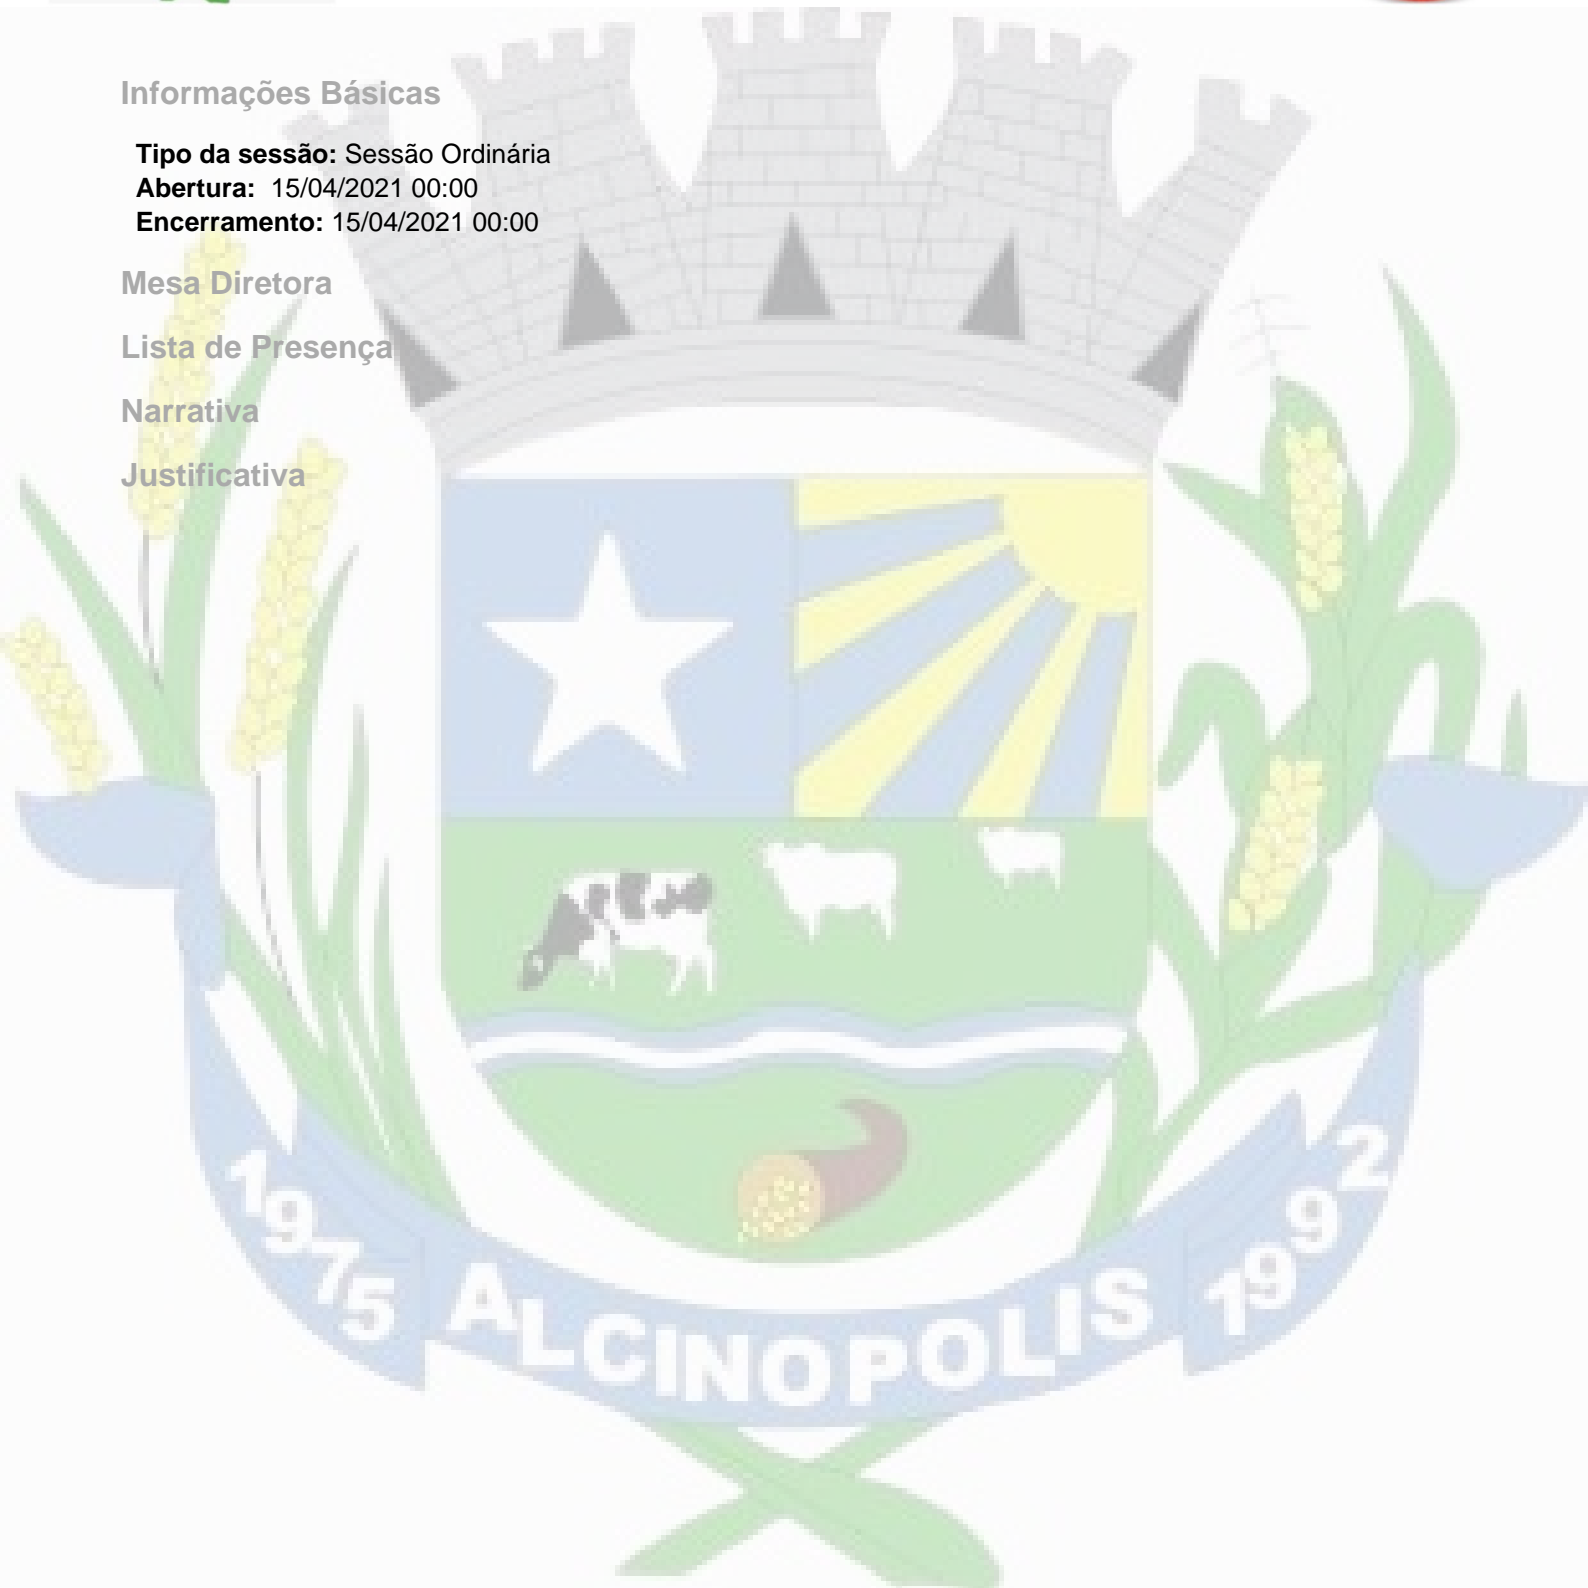 Informações Básicas
Tipo da sessão: Sessão Ordinária
Abertura: 15/04/2021 00:00
Encerramento: 15/04/2021 00:00
Mesa Diretora
Lista de Presença
Narrativa
Justificativa
1975 ALCINOPOLIS 1992